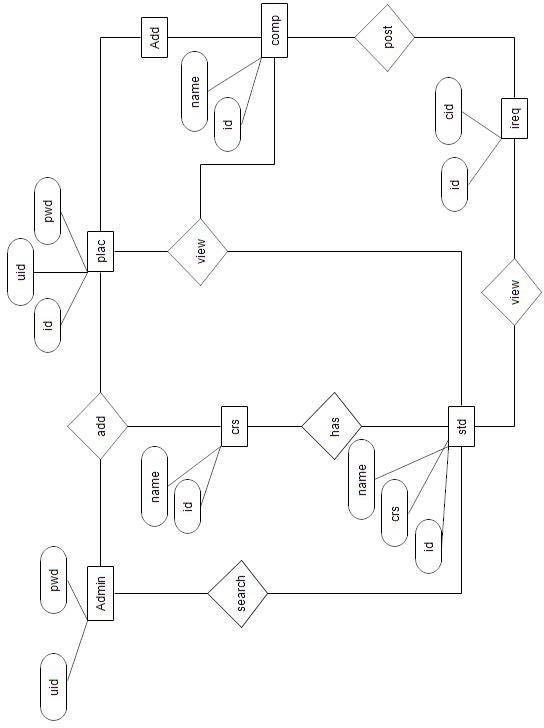 Add
comp
post
name
id
cid
ireq
id
pwd
uid
plac
id
view
view
add
crs
has
std
name
id
name
crs
id
pwd
Admin
search
uid